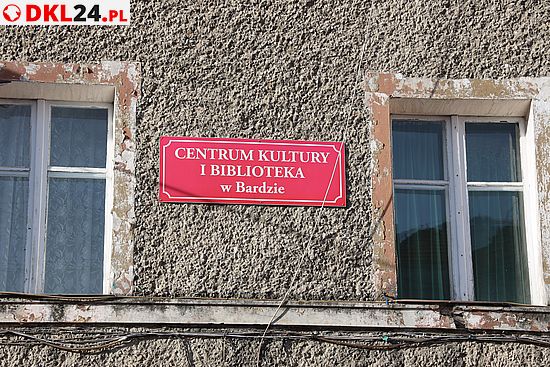 DKL24.PL
CENTRUM KULTURY
I BIBLIOTEKA
w Bardzie